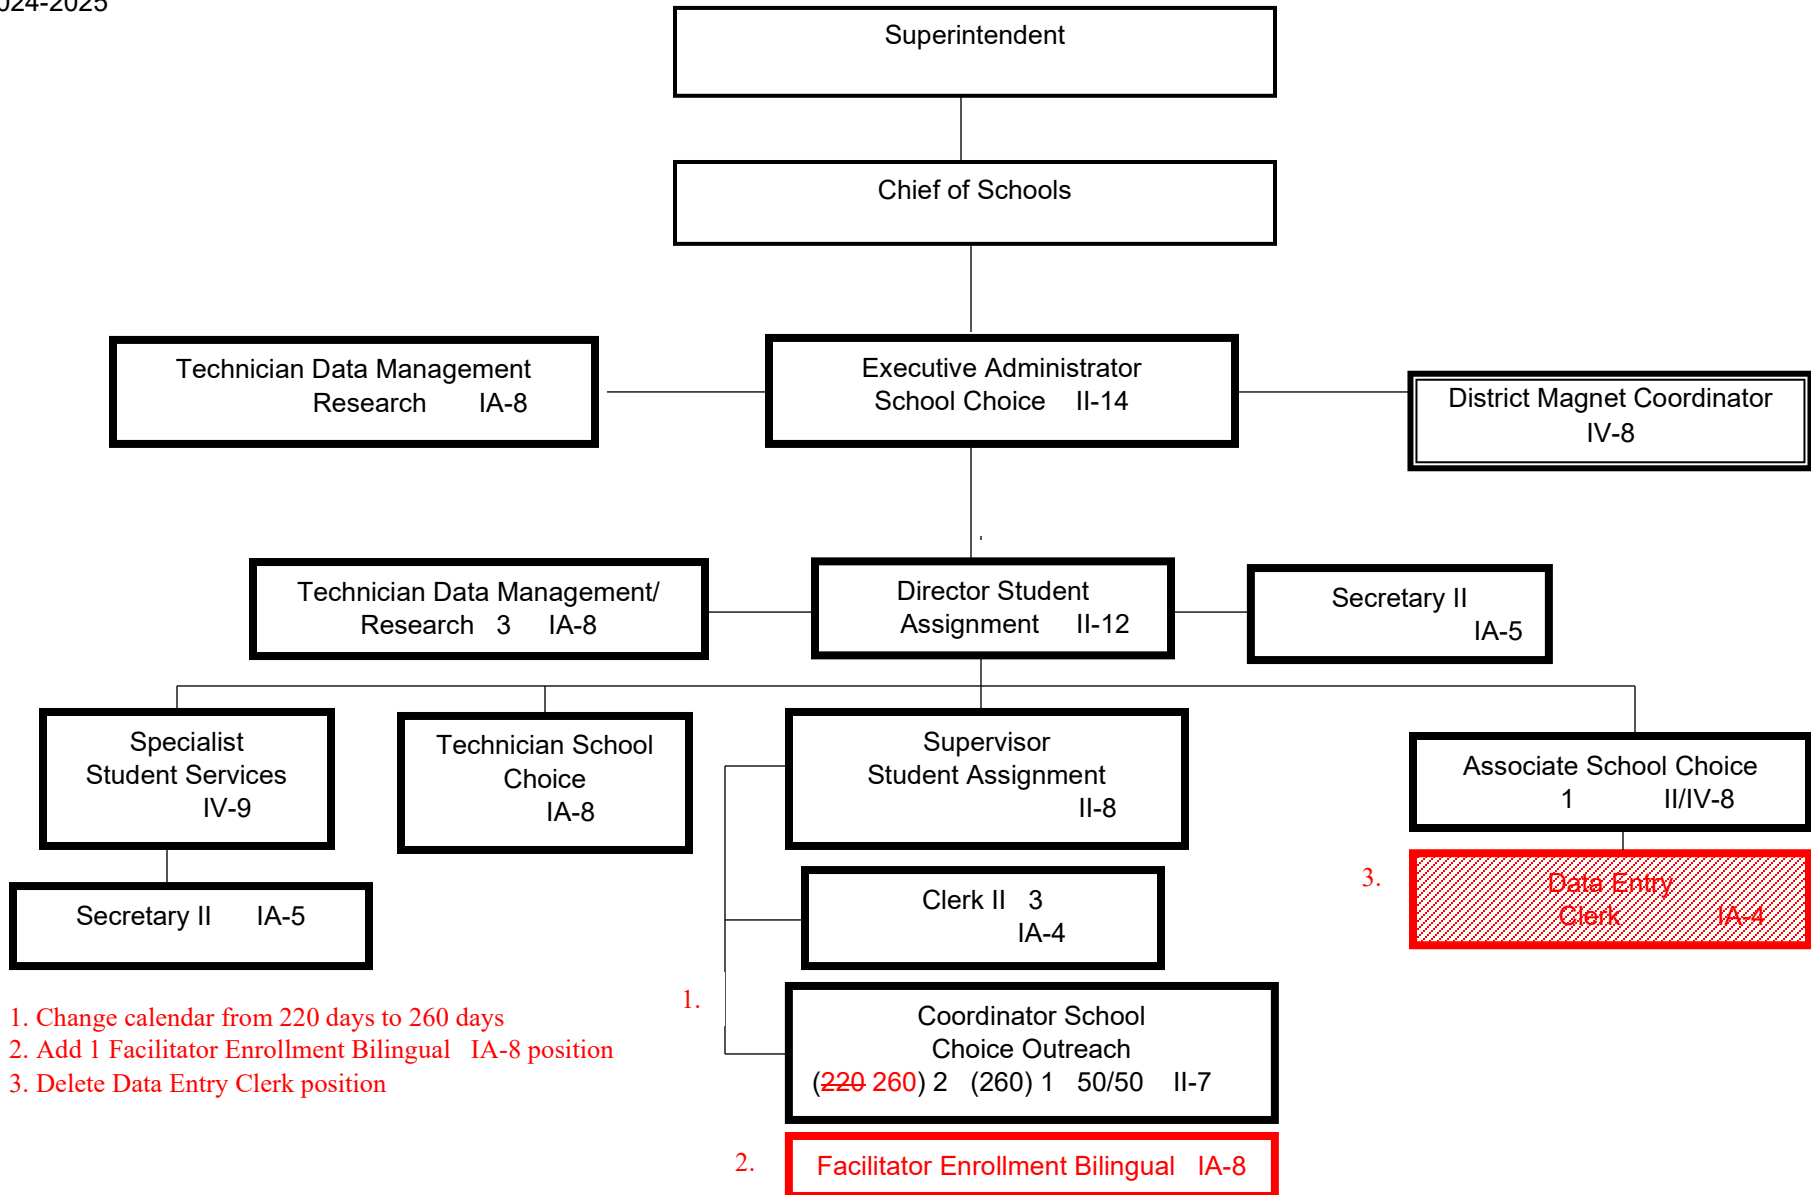 024-2025
Superintendent
Chief of Schools
Technician Data Management
Research IA-8
Executive Administrator
School Choice II-14
District Magnet Coordinator
IV-8
Technician Data Management/
Research 3 IA-8
Director Student
Assignment II-12
Secretary II
IA-5
Specialist
Student Services
IV-9
Technician School
Choice
IA-8
Supervisor
Student Assignment
II-8
Associate School Choice
1 II/IV-8
Secretary II IA-5
Clerk II 3
IA-4
3.
Data Entry
Clerk IA-4
1.
Coordinator School
Choice Outreach
(220 260) 2 (260) 1 50/50 II-7
2.
Facilitator Enrollment Bilingual IA-8
1. Change calendar from 220 days to 260 days
2. Add 1 Facilitator Enrollment Bilingual IA-8 position
3. Delete Data Entry Clerk position